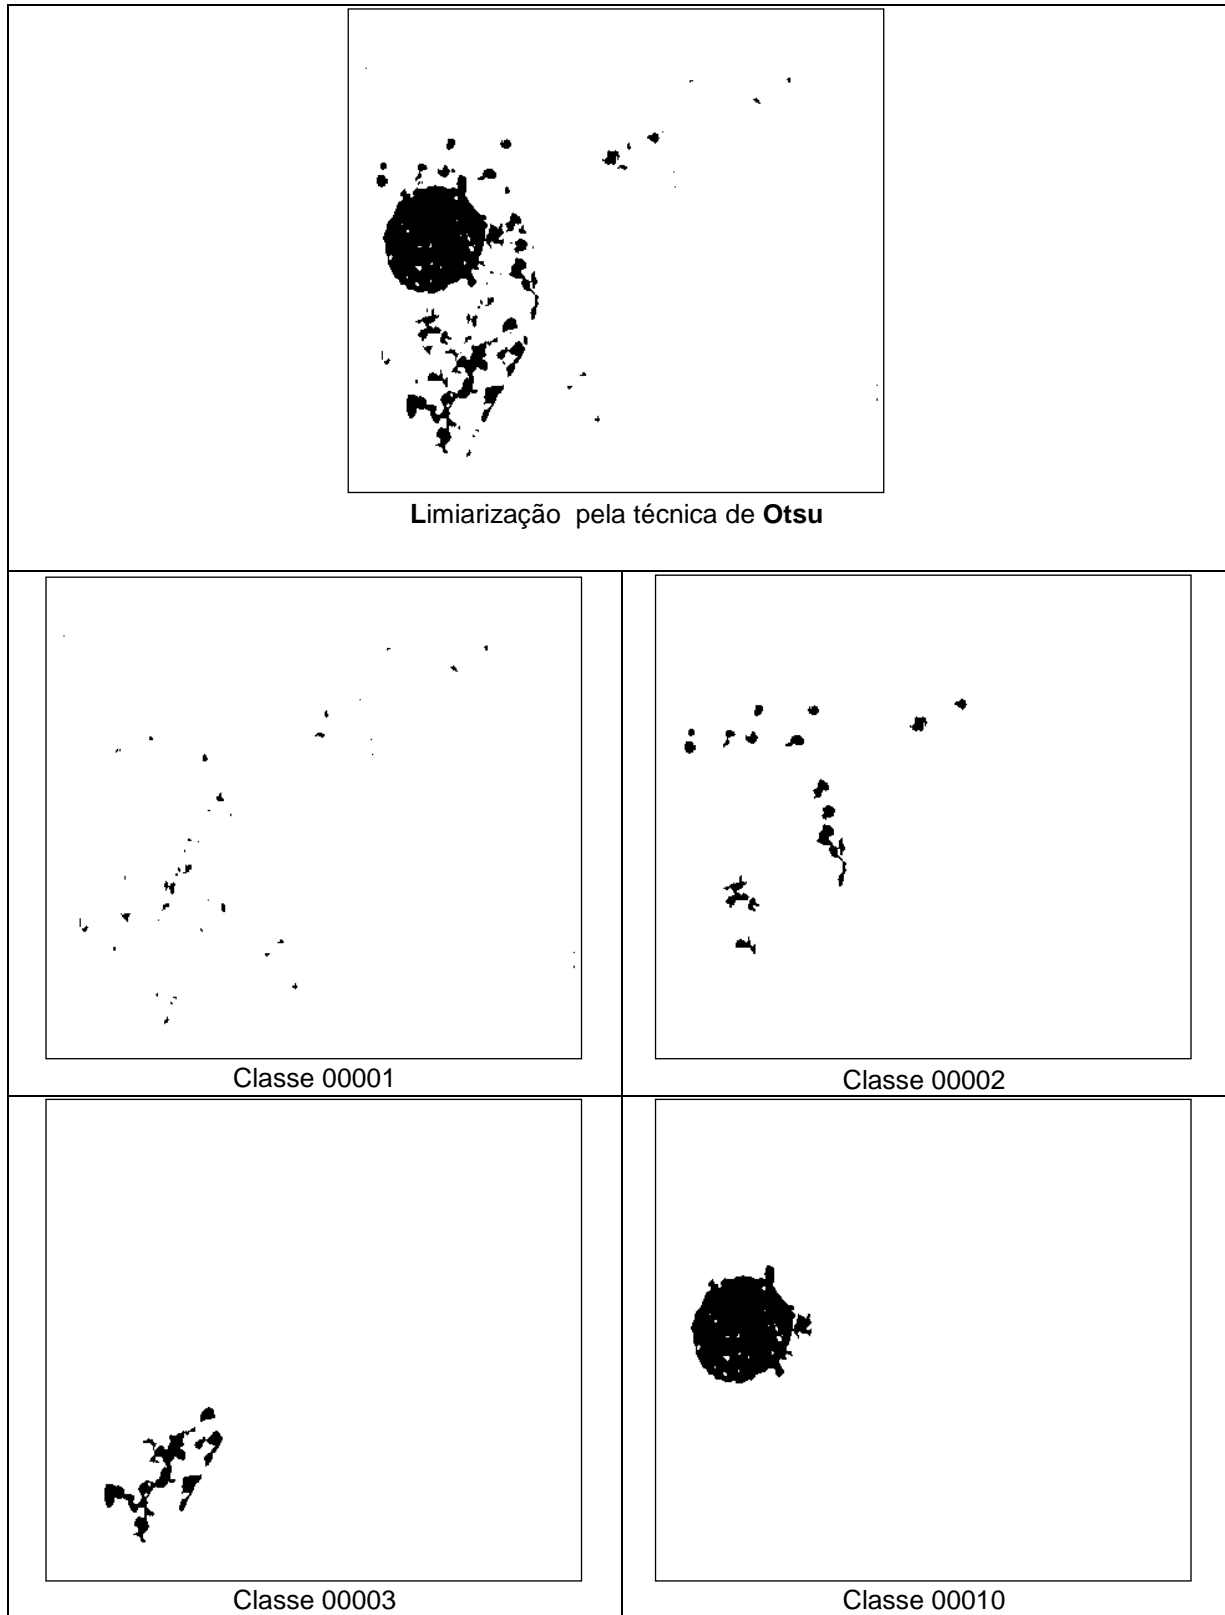 Limiarização pela técnica de Otsu
Classe 00001
Classe 00002
Classe 00003
Classe 00010